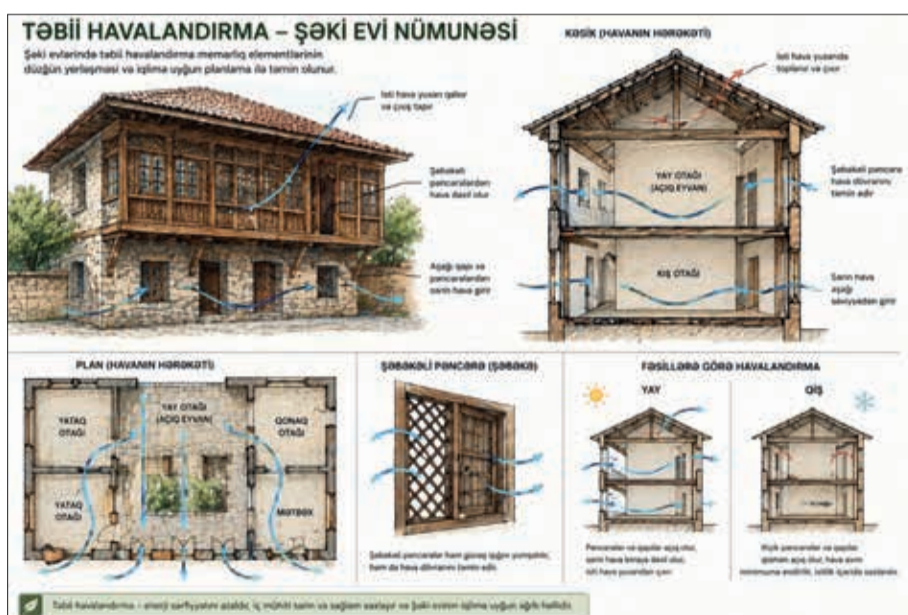 TƏBİİ HAVALANDIRMA – ŞƏKİ EVİ NÜMUNƏSİ
Şəki evlərində təbii havalandırma memarlıq elementlərinin
düzgün yerləşməsi və iqlimə uyğun planlama ilə təmin olunur.
İsti hava yuxarı qalxır
və çıxış tapır
Şəbəkəli
pəncərələrdən
hava daxil olur
Aşağı qapı və
pəncərələrdən
sərin hava girir
KƏSİK (HAVANIN HƏRƏKƏTİ)
İsti hava yuxarıda
toplanır və çıxır
YAY OTAĞI
(AÇIQ EYVAN)
Şəbəkəli pəncərə
hava dövranını
təmin edir
KIŞ OTAĞI
Sərin hava
aşağı
səviyyədən girir
PLAN (HAVANIN HƏRƏKƏTİ)
YATAQ
OTAĞI
YAY OTAĞI
(AÇIQ EYVAN)
QONAQ
OTAĞI
YATAQ
OTAĞI
MƏTBƏX
ŞƏBƏKƏLİ PƏNCƏRƏ (ŞƏBƏKƏ)
Şəbəkəli pəncərələr həm günəş işığını yumşaldır,
həm də hava dövranını təmin edir.
FƏSİLLƏRƏ GÖRƏ HAVALANDIRMA
YAY
Pəncərələr və qapılar açıq olur,
sərin hava binaya daxil olur,
isti hava yuxarıdan çıxır.
QİŞ
Kiçik pəncərələr və qapılar
qismən açıq olur, hava axını
minimuma endirilir, istilik içəridə saxlanılır.
Təbii havalandırma – enerji sərfiyyatını azaldır, iç mühiti sərin və sağlam saxlayır və Şəki evinin iqlimə uyğun ağıllı həllidir.